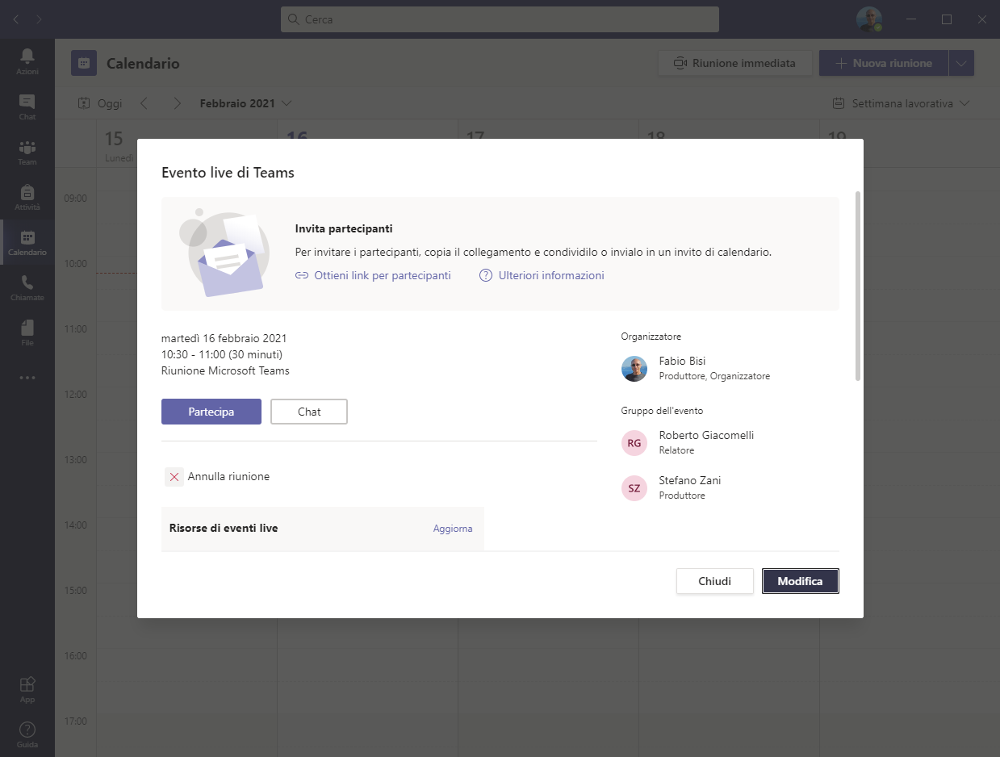 Cerca
Azioni
Chat
Team
Attività
Calendario
Chiamate
File
App
Guida
Calendario
Riunione immediata
Nuova riunione
Oggi
Febbraio 2021
Settimana lavorativa
15
16
17
18
19
Lunedì
09:00
10:00
11:00
12:00
13:00
14:00
15:00
16:00
17:00
Evento live di Teams
Invita partecipanti
Per invitare i partecipanti, copia il collegamento e condividilo o invialo in un invito di calendario.
Ottieni link per partecipanti
Ulteriori informazioni
martedì 16 febbraio 2021
10:30 - 11:00 (30 minuti)
Riunione Microsoft Teams
Partecipa
Chat
Annulla riunione
Risorse di eventi live
Aggiorna
Organizzatore
Fabio Bisi
Produttore, Organizzatore
Gruppo dell'evento
RG
Roberto Giacomelli
Relatore
SZ
Stefano Zani
Produttore
Chiudi
Modifica